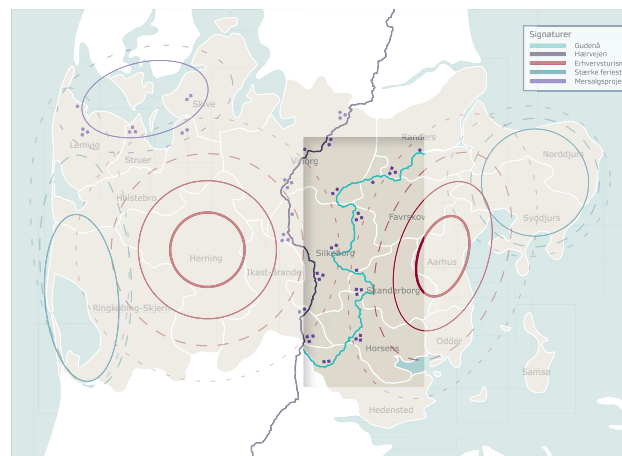 Signaturer
Gudenå
Hærvejen
Erhvervsturism
Stærke feriest
Mersalgsproje
Skive
Lemvig
Struer
Randers
Viborg
Norddjurs
Holstebro
Favrskov
Syddjurs
Silkeborg
Herning
Aarhus
Ikast-Brande
Skanderborg
Ringkøbing-Skjern
Odder
Horsens
Samsø
Hedensted